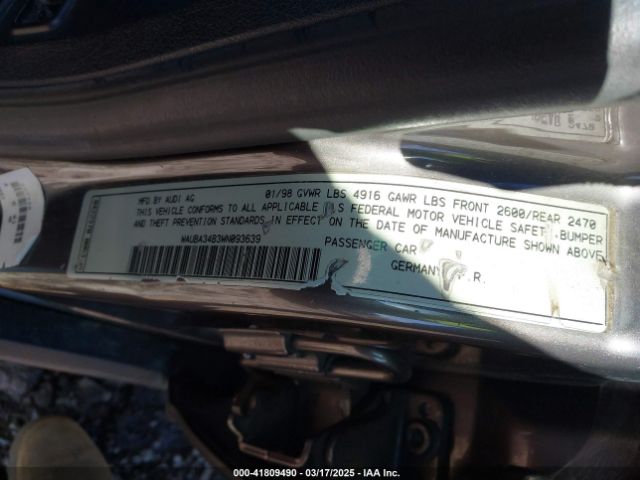 MFD.BY AUDI AG 01/98 GVWR LBS 4916 GAWR LBS FRONT 2600/REAR 2470
THIS VEHICLE CONFORMS TO ALL APPLICABLE S FEDERAL MOTOR VEHICLE SAFET .BUMPER
AND THEFT PREVENTION STANDARDS IN EFFECT ON THE DATE OF MANUFACTURE SHOWN ABOVE
WAUBA34B3WN093639 PASSENGER CAR
GERMANY .R.
000-41809490 — 03/17/2025 — IAA Inc.